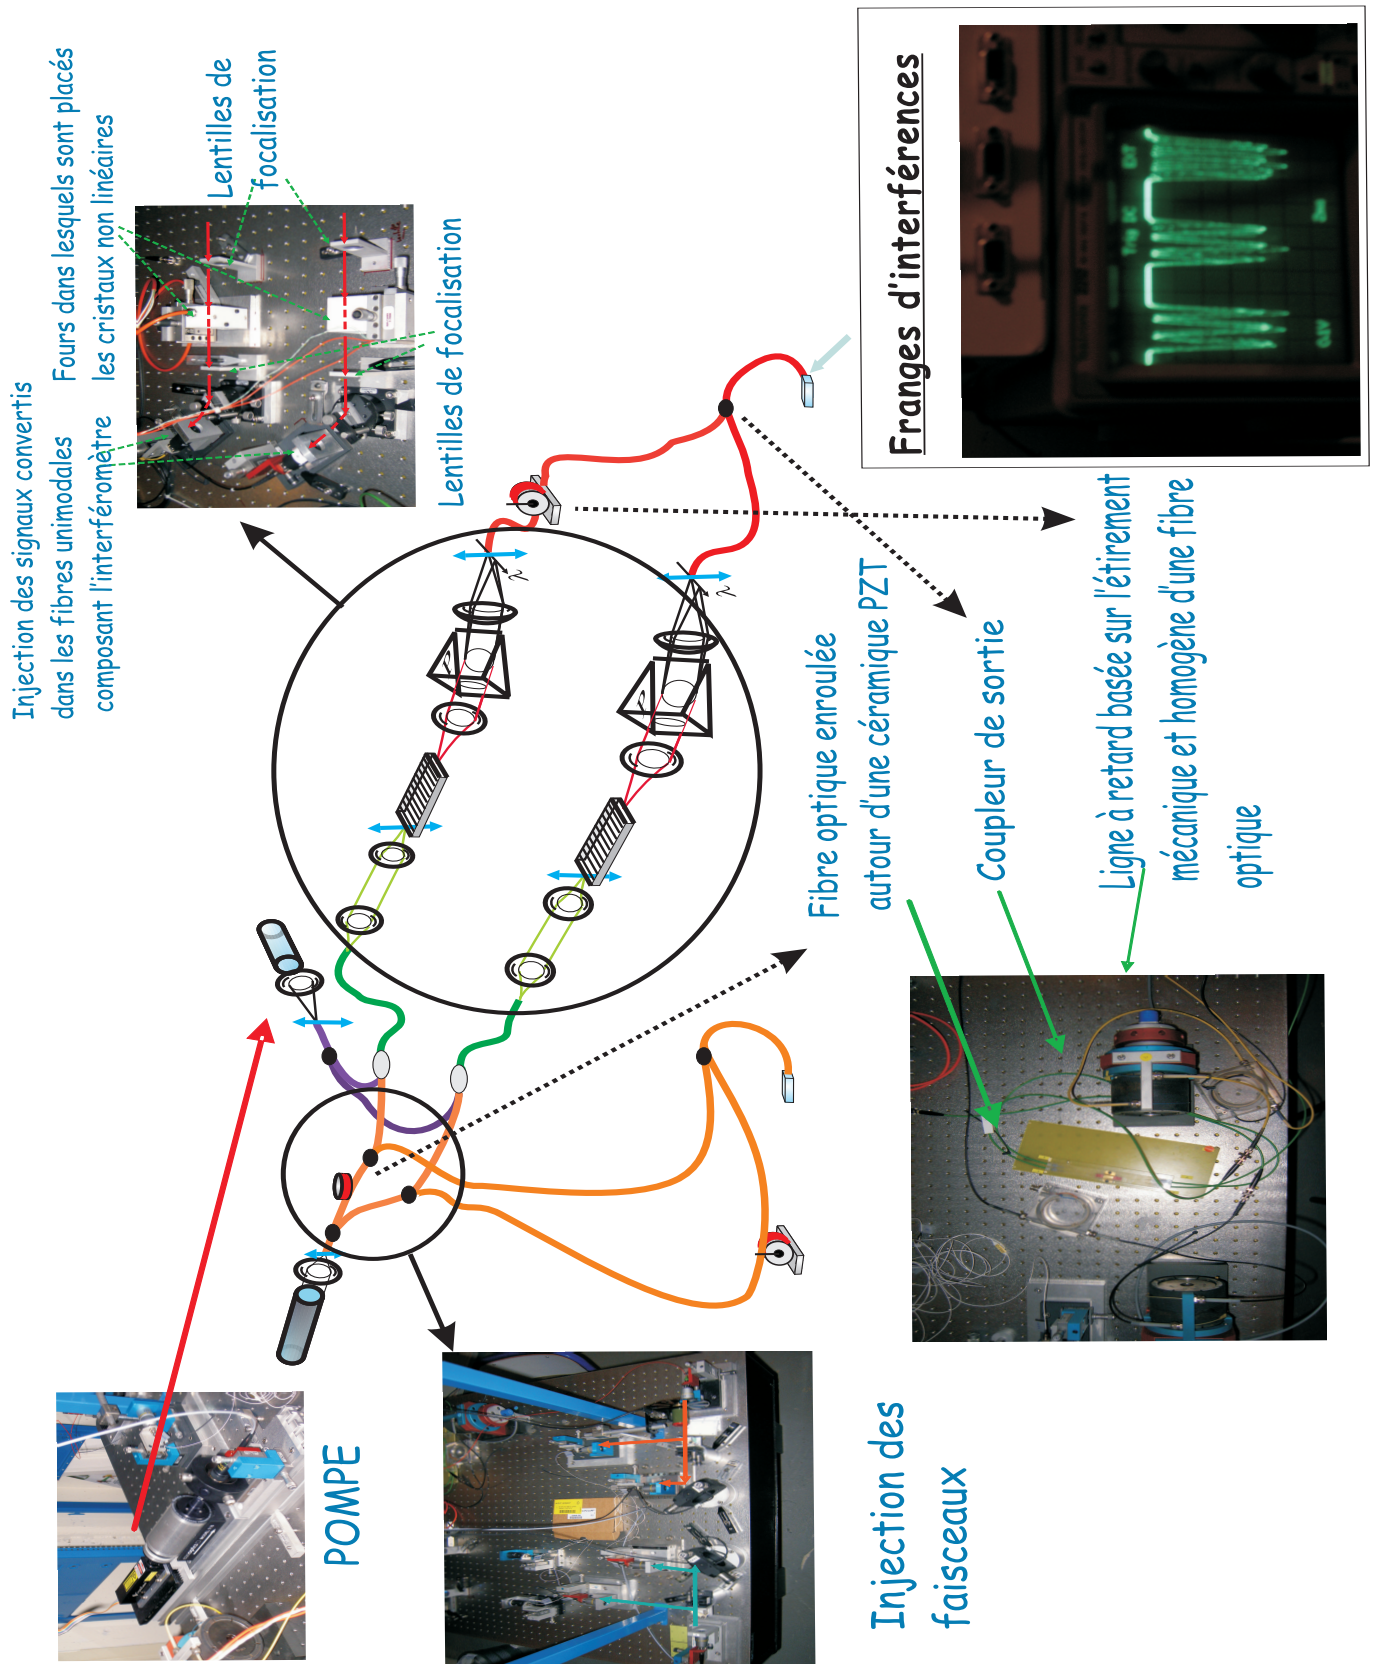 Injection des signaux convertis
dans les fibres unimodales
composant l'interféromètre
Fours dans lesquels sont placés
les cristaux non linéaires
Lentilles de
focalisation
Lentilles de focalisation
POMPE
Injection des
faisceaux
Fibre optique enroulée
autour d'une céramique PZT
Coupleur de sortie
Ligne à retard basée sur l'étirement
mécanique et homogène d'une fibre
optique
Franges d'interférences
λ
λ